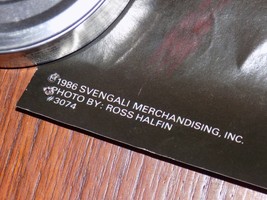 ©1986 SVENGALI MERCHANDISING, INC.
PHOTO BY: ROSS HALFIN
#3074